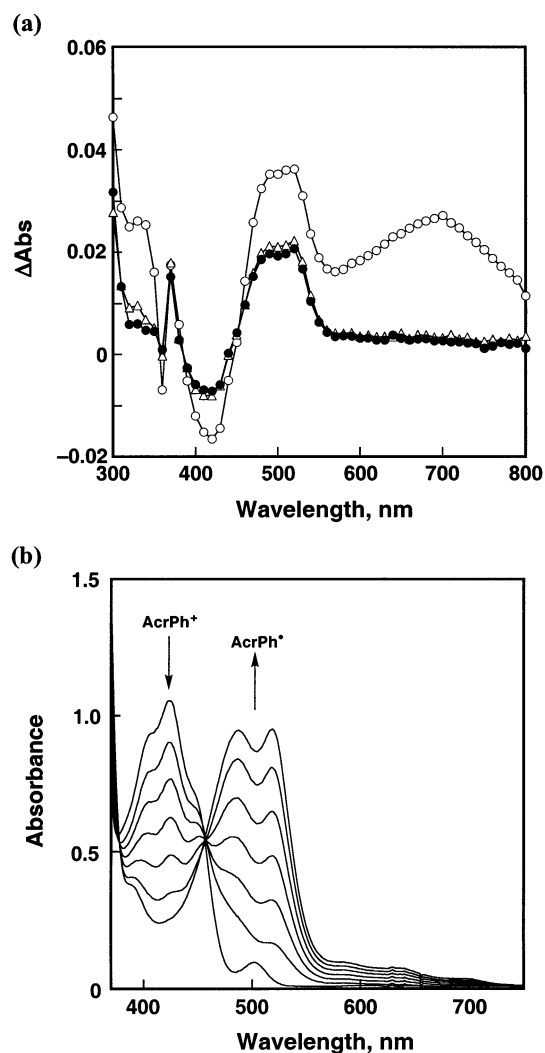 (a)
0.06
0.04
0.02
0
–0.02
ΔAbs
300 400 500 600 700 800
Wavelength, nm
(b)
1.5
1.0
0.5
0
Absorbance
AcrPh⁺
AcrPh•
400 500 600 700
Wavelength, nm